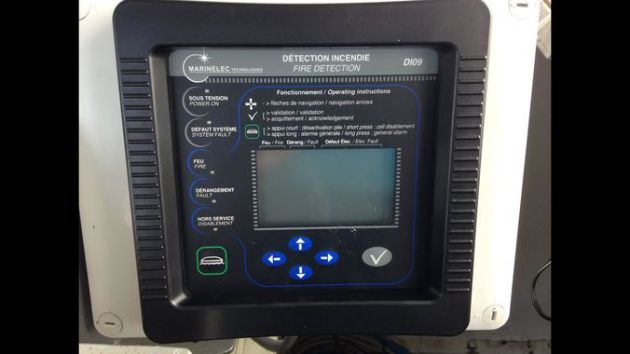 MARINELEC TECHNOLOGIES
DÉTECTION INCENDIE
FIRE DETECTION
DI09
SOUS TENSION
POWER ON
DÉFAUT SYSTÈME
SYSTEM FAULT
FEU
FIRE
DÉRANGEMENT
FAULT
HORS SERVICE
DISABLEMENT
Fonctionnement / Operating instructions
> flèches de navigation / navigation arrows
> validation / validation
> acquittement / acknowledgement
> appui court : désactivation pile / short press : cell disablement
> appui long : alarme générale / long press : general alarm
Feu / Fire Dérang. / Fault Défaut Élec. / Elec. Fault